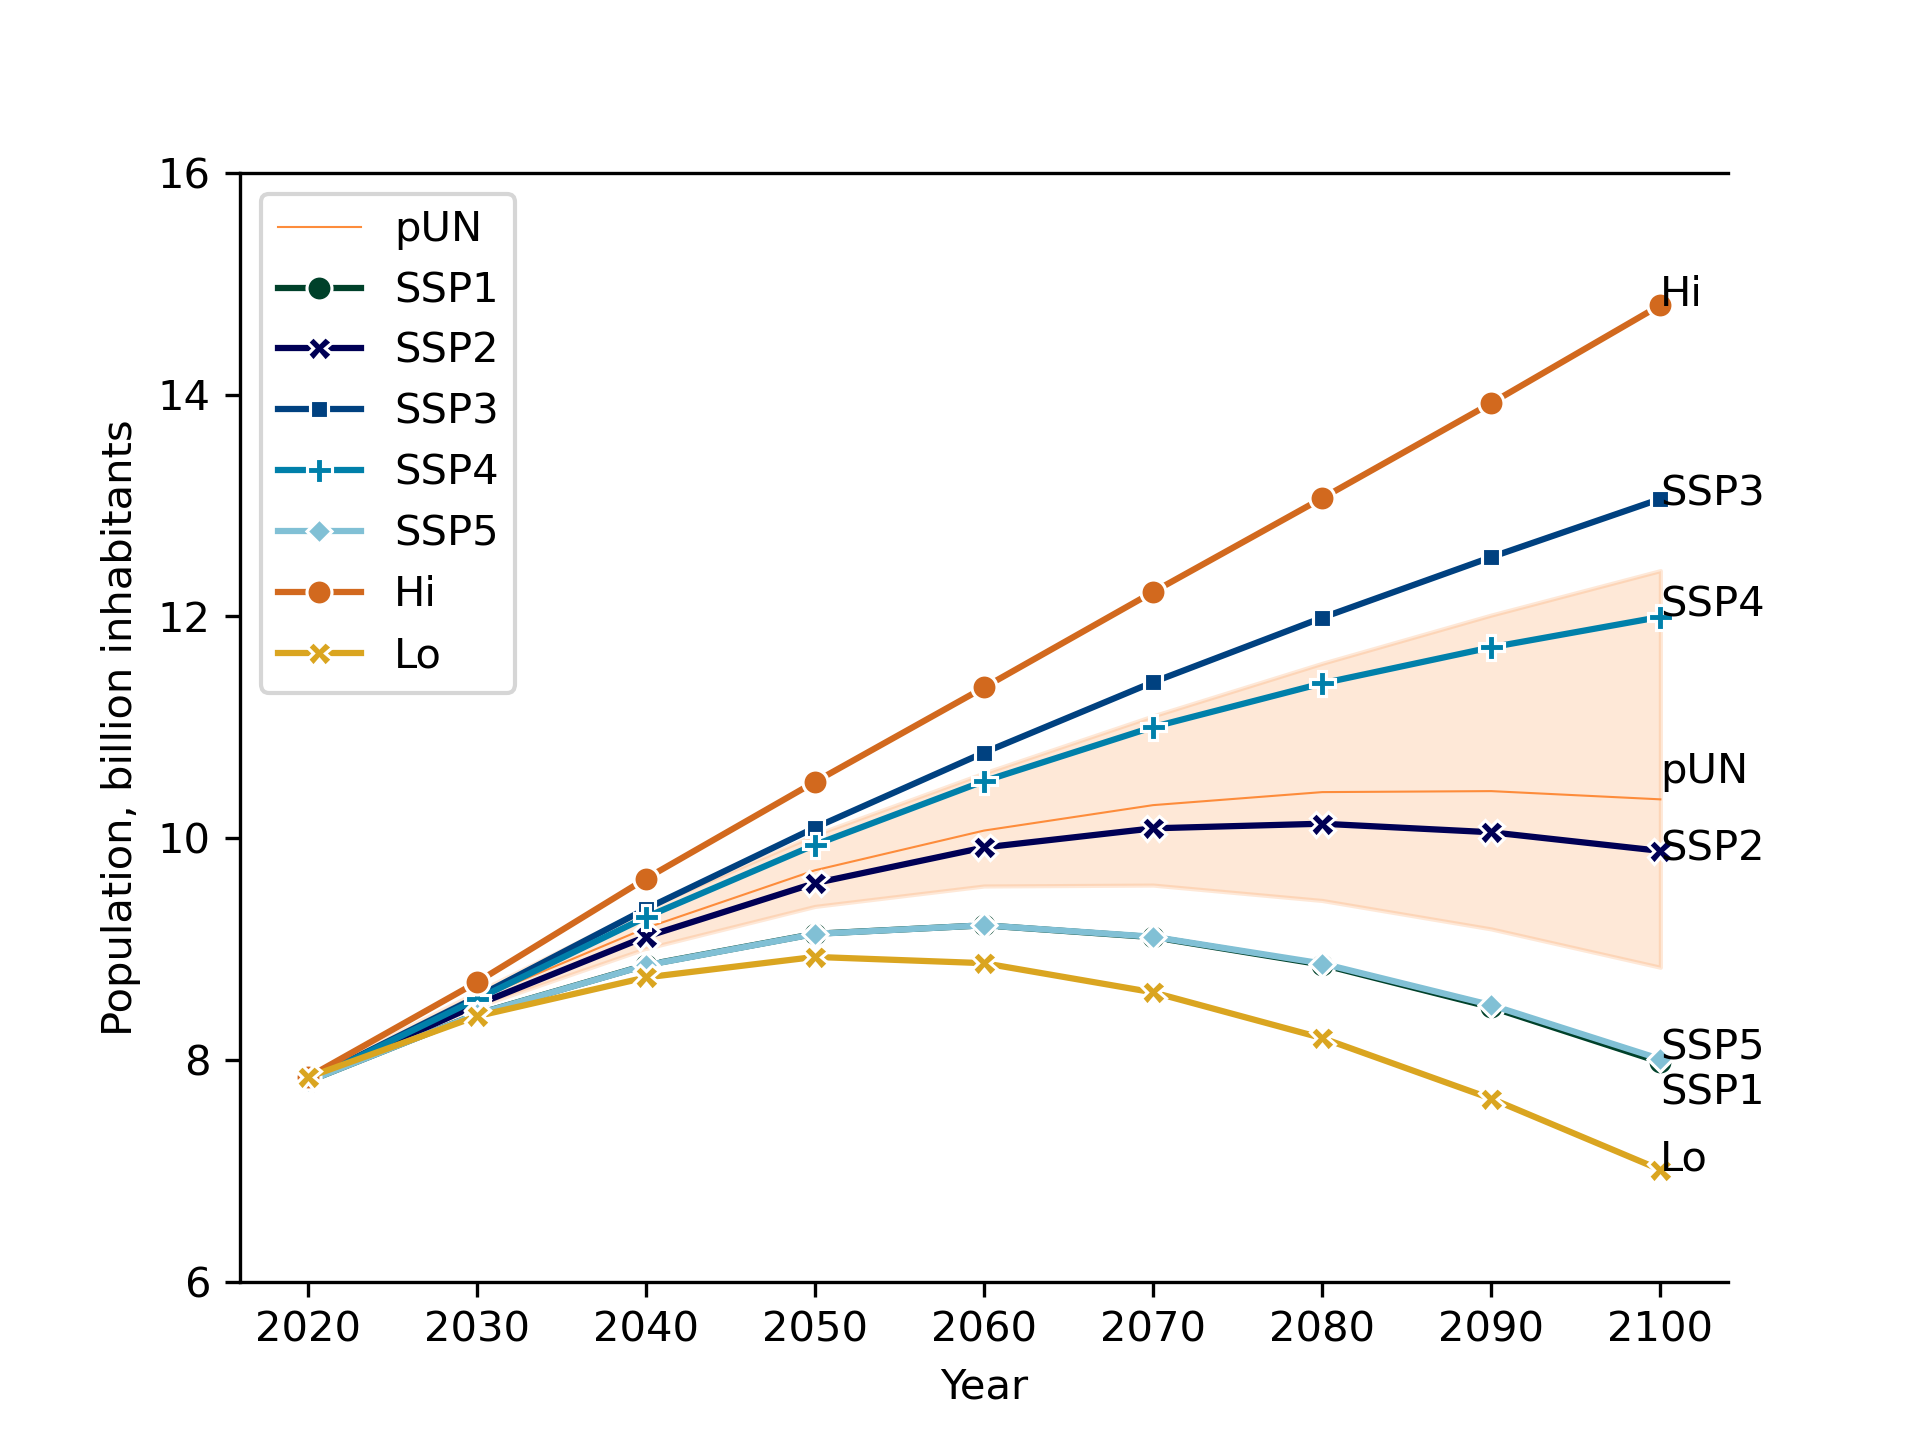 16
14
12
10
8
6
Population, billion inhabitants
pUN
SSP1
SSP2
SSP3
SSP4
SSP5
Hi
Lo
Hi
SSP3
SSP4
pUN
SSP2
SSP5
SSP1
Lo
2020 2030 2040 2050 2060 2070 2080 2090 2100
Year